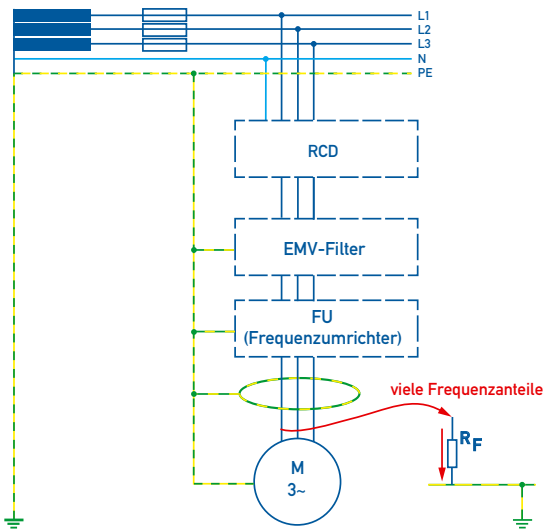 L1
L2
L3
N
PE
RCD
EMV-Filter
FU
(Frequenzumrichter)
viele Frequenzanteile
RF
M
3~